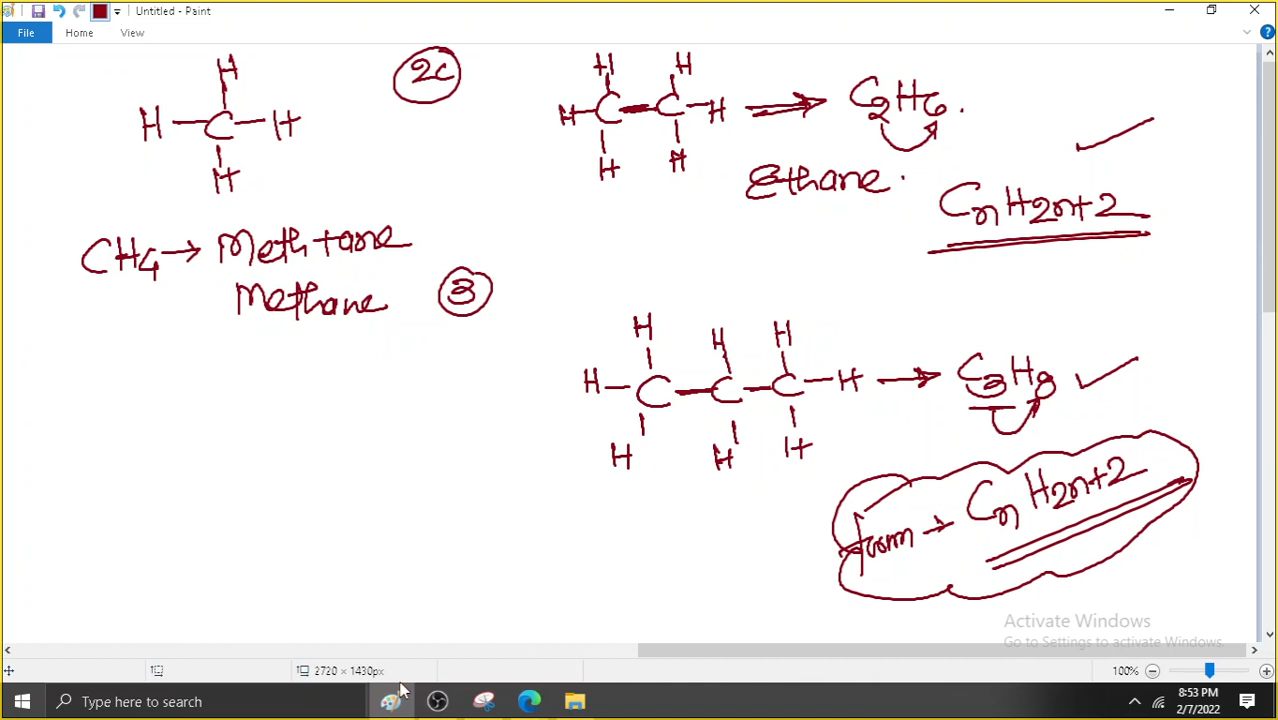 Untitled - Paint
File Home View
H
H C H
H
CH4 → Meth+ane
Methane
2C
H H
H C C H
H H
C2H6.
Ethane.
CnH2n+2
3
H H H
H C C C H
H H H
→ C3H8
form → CnH2n+2
Activate Windows
Go to Settings to activate Windows.
2720 × 1430px
100%
Type here to search
8:53 PM
2/7/2022